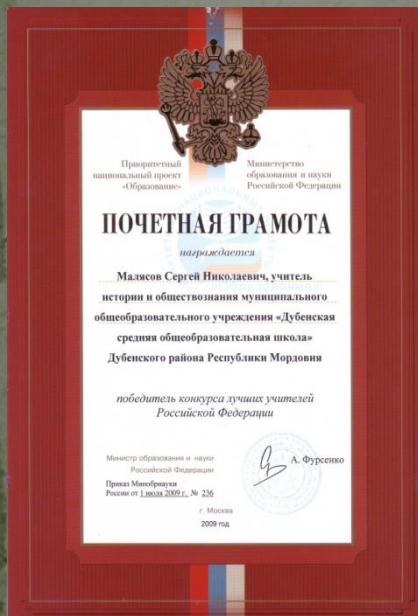 Приоритетный
национальный проект
«Образование»
Министерство
образования и науки
Российской Федерации
ПОЧЕТНАЯ ГРАМОТА
награждается
Малясов Сергей Николаевич, учитель
истории и обществознания муниципального
общеобразовательного учреждения «Дубенская
средняя общеобразовательная школа»
Дубенского района Республики Мордовия
победитель конкурса лучших учителей
Российской Федерации
Министр образования и науки
Российской Федерации
А. Фурсенко
Приказ Минобрнауки
России от 1 июля 2009 г. № 236
г. Москва
2009 год